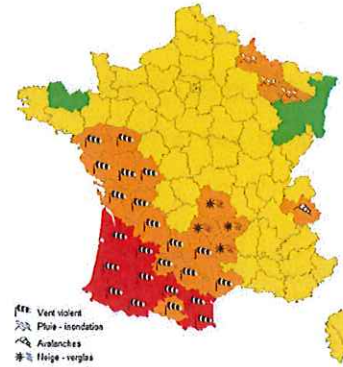 Vent violent
Pluie - inondation
Avalanches
Neige - verglas